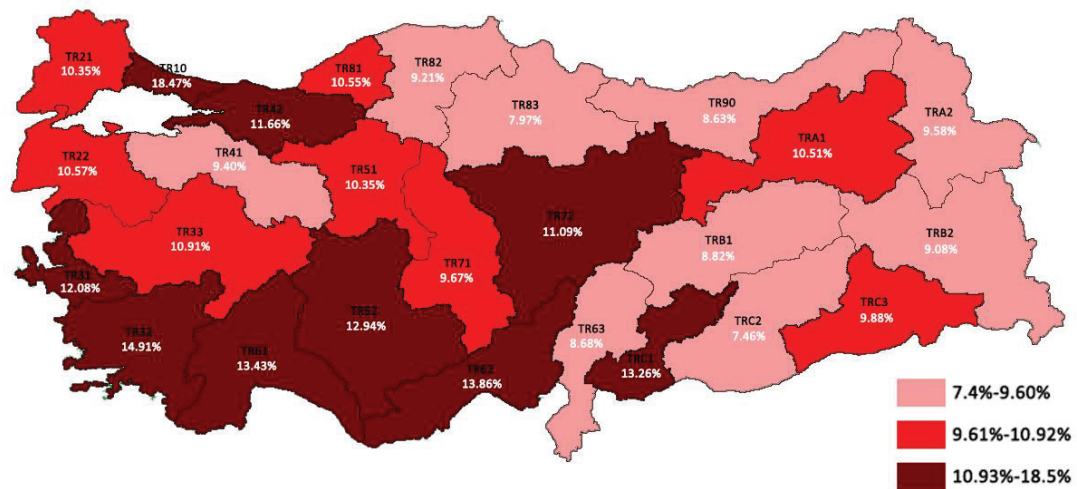 TR21
10.35%
TR10
18.47%
TR81
10.55%
TR82
9.21%
TR42
11.66%
TR83
7.97%
TR90
8.63%
TRA2
9.58%
TRA1
10.51%
TR22
10.57%
TR41
9.40%
TR51
10.35%
TR72
11.09%
TR33
10.91%
TR71
9.67%
TRB1
8.82%
TRB2
9.08%
TR31
12.08%
TR52
12.94%
TRC3
9.88%
TR32
14.91%
TR61
13.43%
TR62
13.86%
TR63
8.68%
TRC1
13.26%
TRC2
7.46%
7.4%-9.60%
9.61%-10.92%
10.93%-18.5%